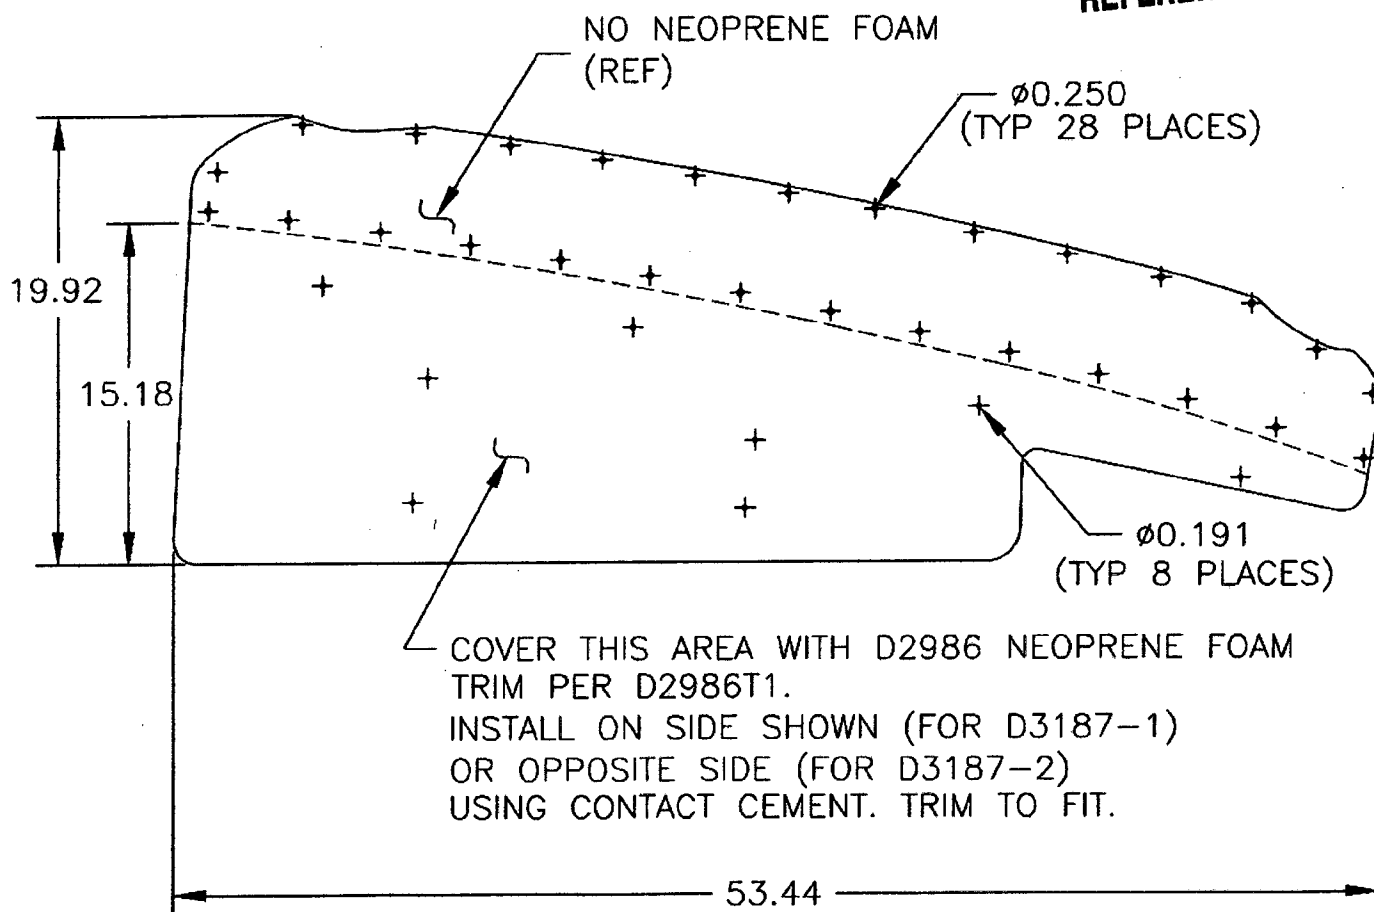 NO NEOPRENE FOAM
(REF)
ø0.250
(TYP 28 PLACES)
19.92
15.18
ø0.191
(TYP 8 PLACES)
COVER THIS AREA WITH D2986 NEOPRENE FOAM
TRIM PER D2986T1.
INSTALL ON SIDE SHOWN (FOR D3187-1)
OR OPPOSITE SIDE (FOR D3187-2)
USING CONTACT CEMENT. TRIM TO FIT.
53.44